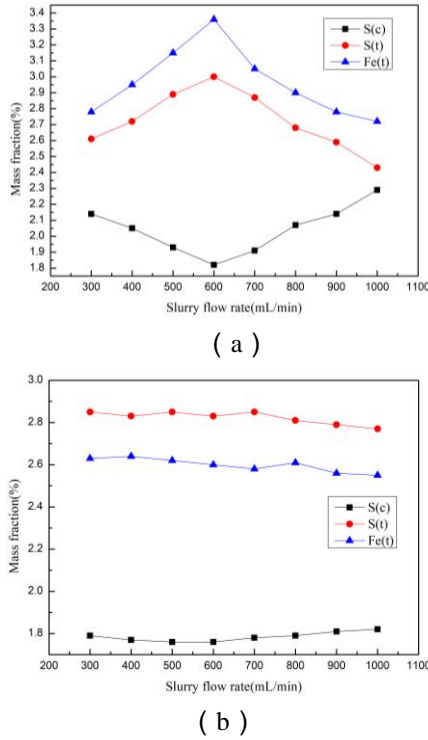 3.4
3.3
3.2
3.1
3.0
2.9
2.8
2.7
2.6
2.5
2.4
2.3
2.2
2.1
2.0
1.9
1.8
Mass fraction(%)
S(c)
S(t)
Fe(t)
200 300 400 500 600 700 800 900 1000 1100
Slurry flow rate(mL/min)
( a )
3.0
2.8
2.6
2.4
2.2
2.0
1.8
1.6
Mass fraction(%)
S(c)
S(t)
Fe(t)
200 300 400 500 600 700 800 900 1000 1100
Slurry flow rate(mL/min)
( b )